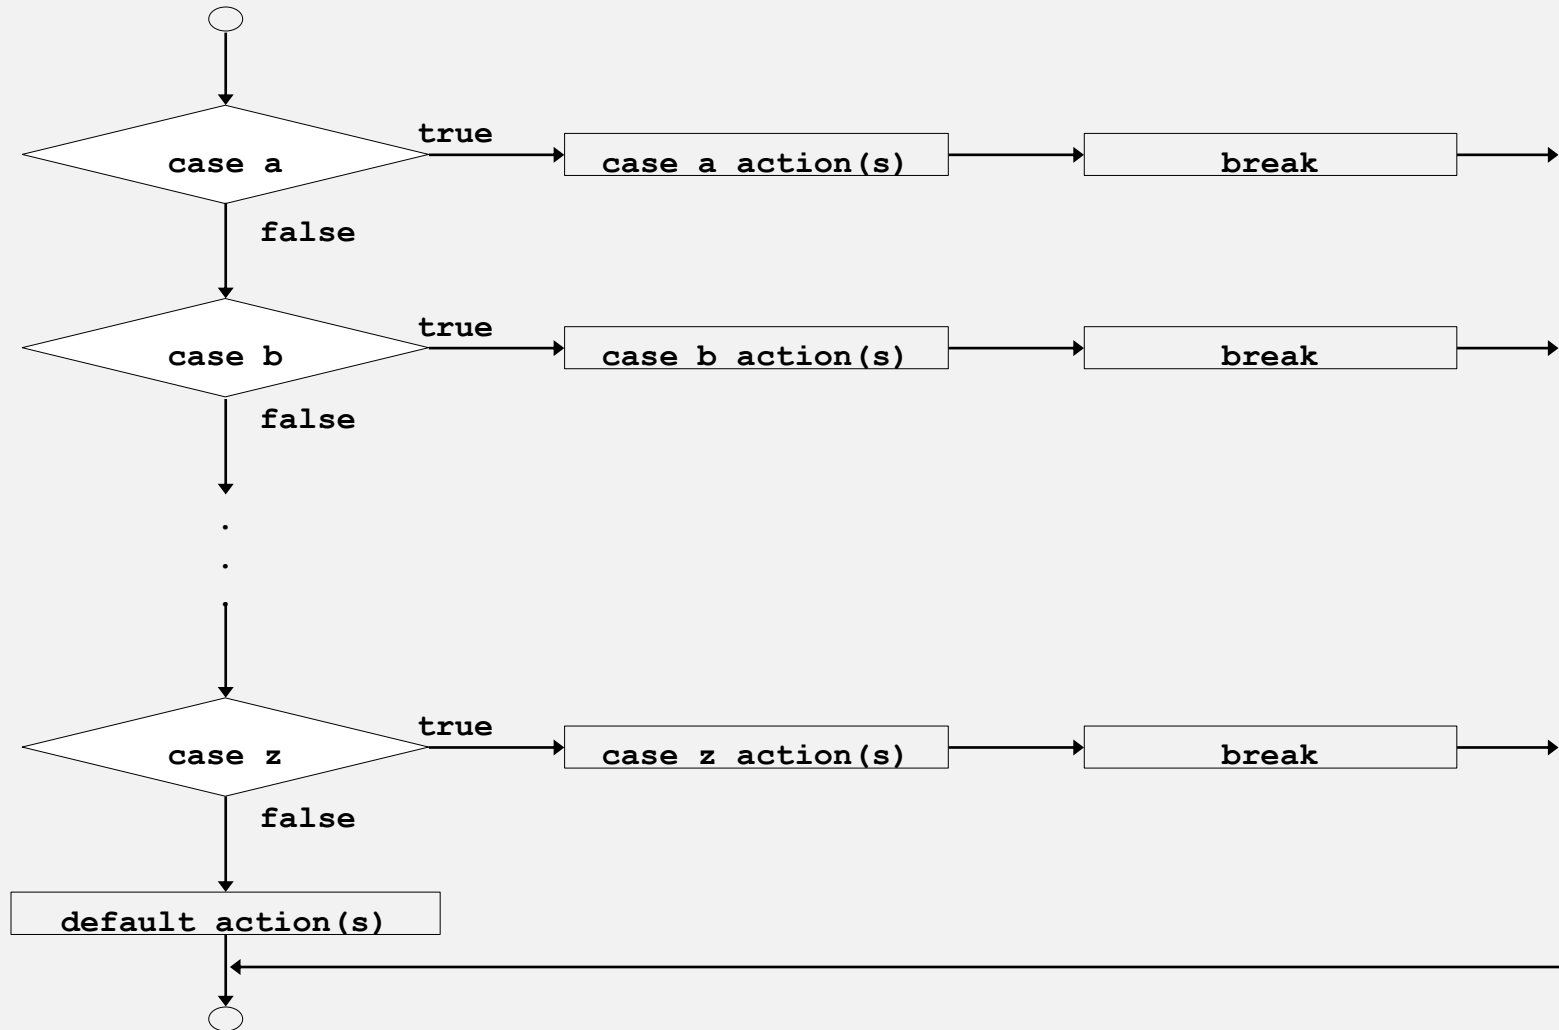 true
case a
case a action(s)
break
false
true
case b
case b action(s)
break
false
.
.
.
true
case z
case z action(s)
break
false
default action(s)